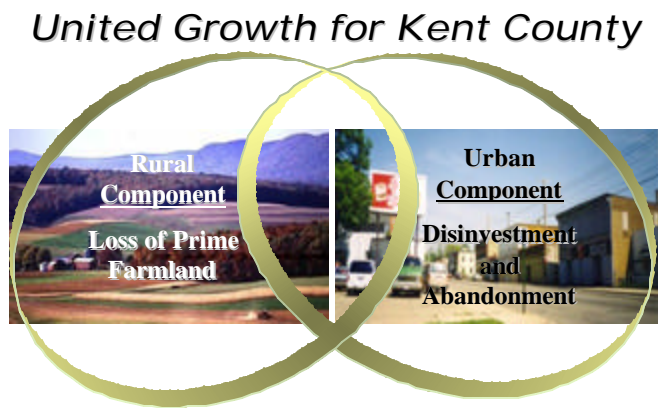 United Growth for Kent County
Rural
Component
Loss of Prime
Farmland
Urban
Component
Disinvestment
and
Abandonment